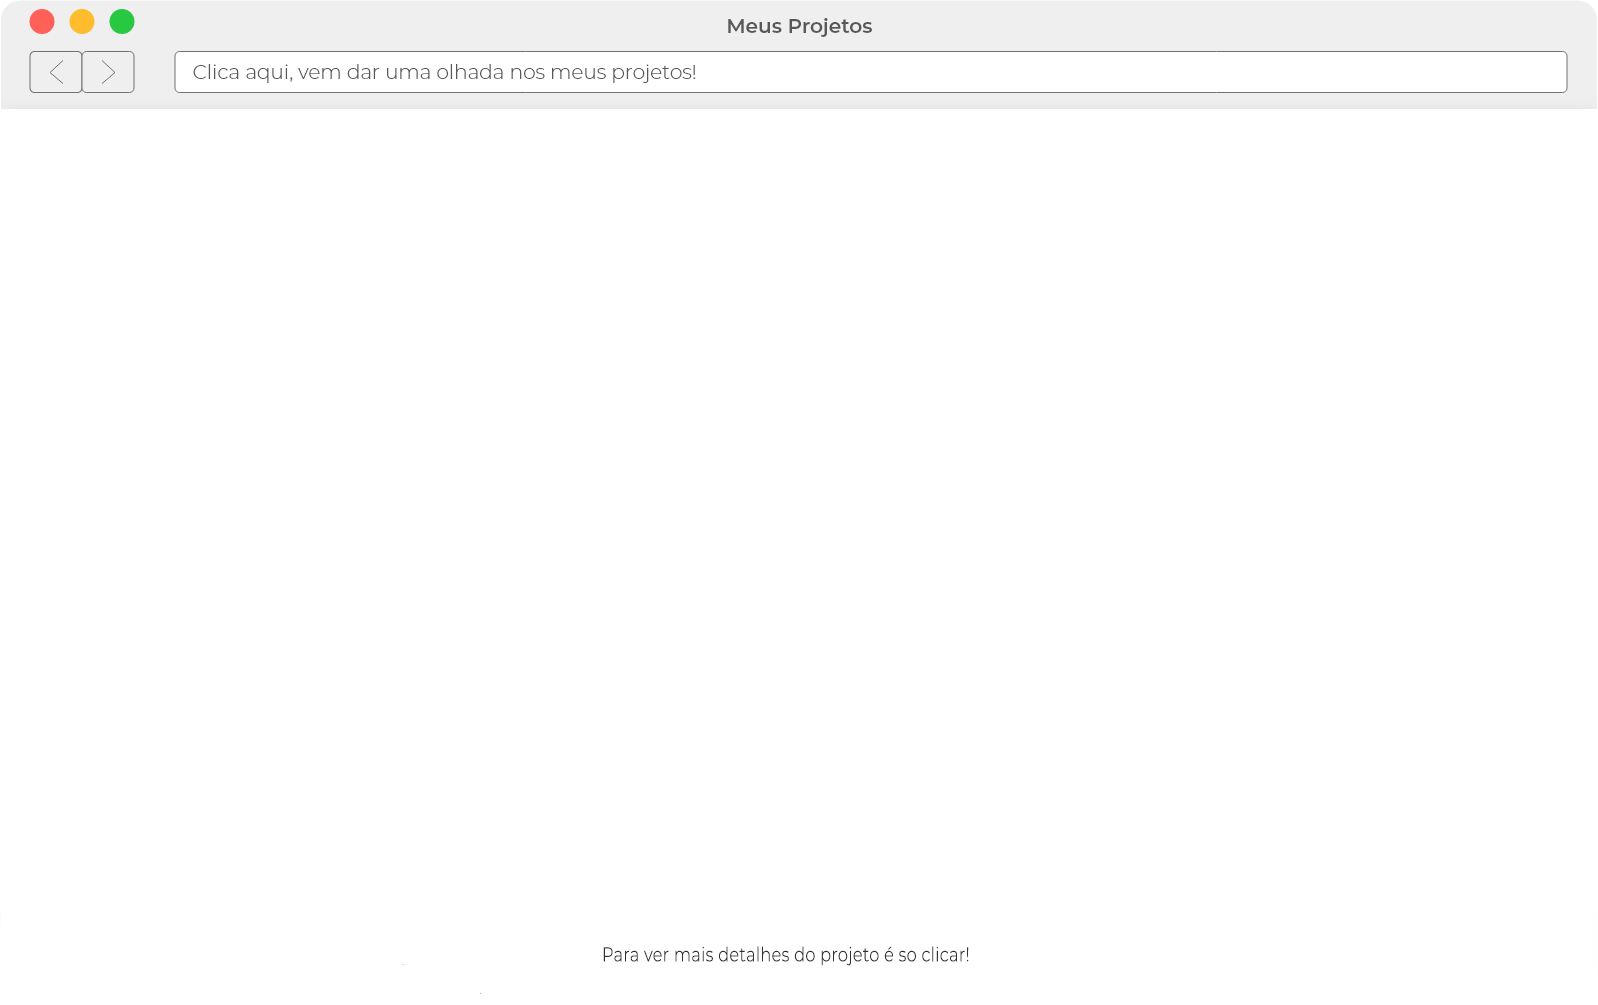 Meus Projetos
Clica aqui, vem dar uma olhada nos meus projetos!
Para ver mais detalhes do projeto é so clicar!